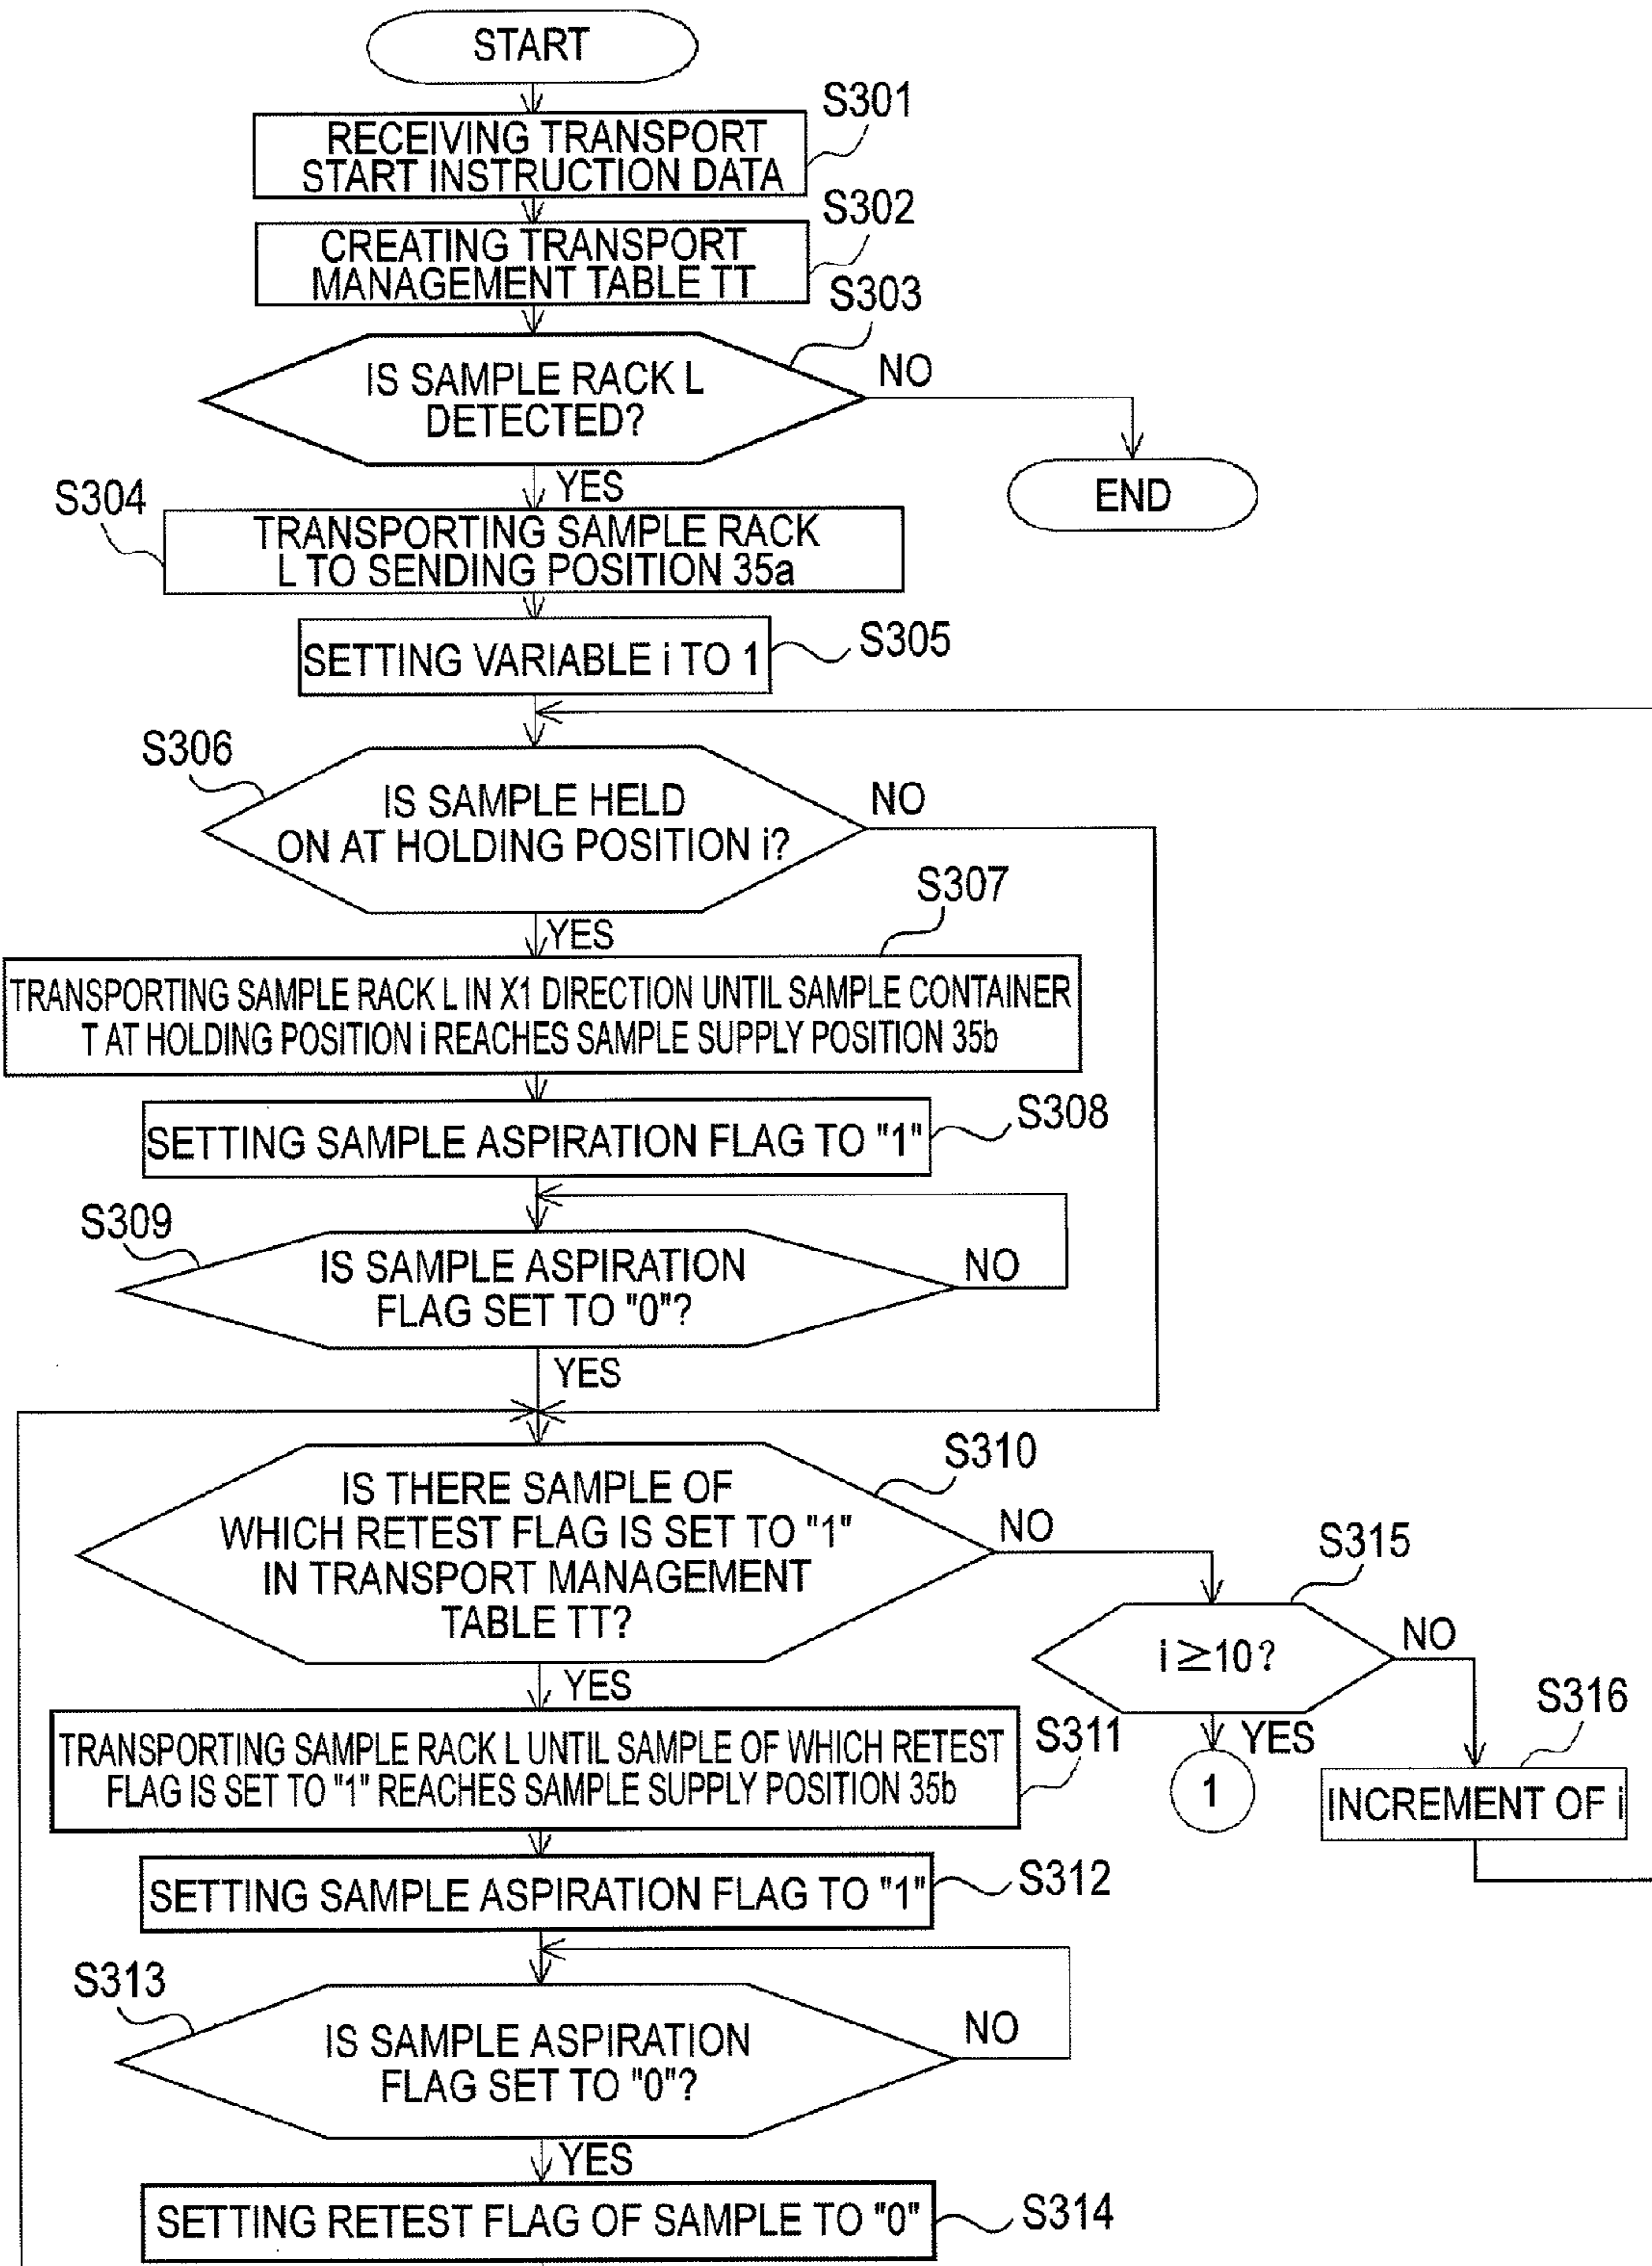 START
S301
RECEIVING TRANSPORT
START INSTRUCTION DATA
S302
CREATING TRANSPORT
MANAGEMENT TABLE TT
S303
IS SAMPLE RACK L
DETECTED?
NO
END
YES
S304
TRANSPORTING SAMPLE RACK
L TO SENDING POSITION 35a
SETTING VARIABLE i TO 1
S305
S306
IS SAMPLE HELD
ON AT HOLDING POSITION i?
NO
S307
YES
TRANSPORTING SAMPLE RACK L IN X1 DIRECTION UNTIL SAMPLE CONTAINER
T AT HOLDING POSITION i REACHES SAMPLE SUPPLY POSITION 35b
SETTING SAMPLE ASPIRATION FLAG TO "1"
S308
S309
IS SAMPLE ASPIRATION
FLAG SET TO "0"?
NO
YES
S310
IS THERE SAMPLE OF
WHICH RETEST FLAG IS SET TO "1"
IN TRANSPORT MANAGEMENT
TABLE TT?
NO
S315
i ≥10?
NO
YES
1
S316
INCREMENT OF i
YES
S311
TRANSPORTING SAMPLE RACK L UNTIL SAMPLE OF WHICH RETEST
FLAG IS SET TO "1" REACHES SAMPLE SUPPLY POSITION 35b
SETTING SAMPLE ASPIRATION FLAG TO "1"
S312
S313
IS SAMPLE ASPIRATION
FLAG SET TO "0"?
NO
YES
SETTING RETEST FLAG OF SAMPLE TO "0"
S314